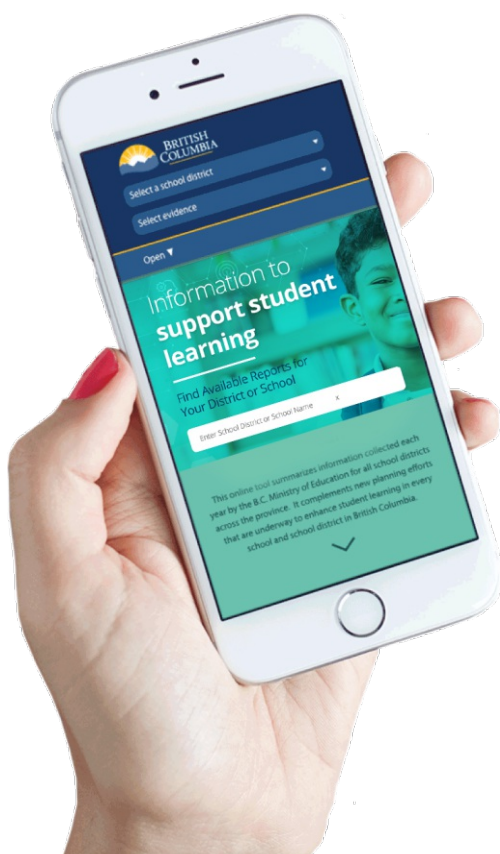 BRITISH
COLUMBIA
Select a school district
Select evidence
Open
Information to
support student
learning
Find Available Reports for
Your District or School
Enter School District or School Name x
This online tool summarizes information collected each
year by the B.C. Ministry of Education for all school districts
across the province. It complements new planning efforts
that are underway to enhance student learning in every
school and school district in British Columbia.